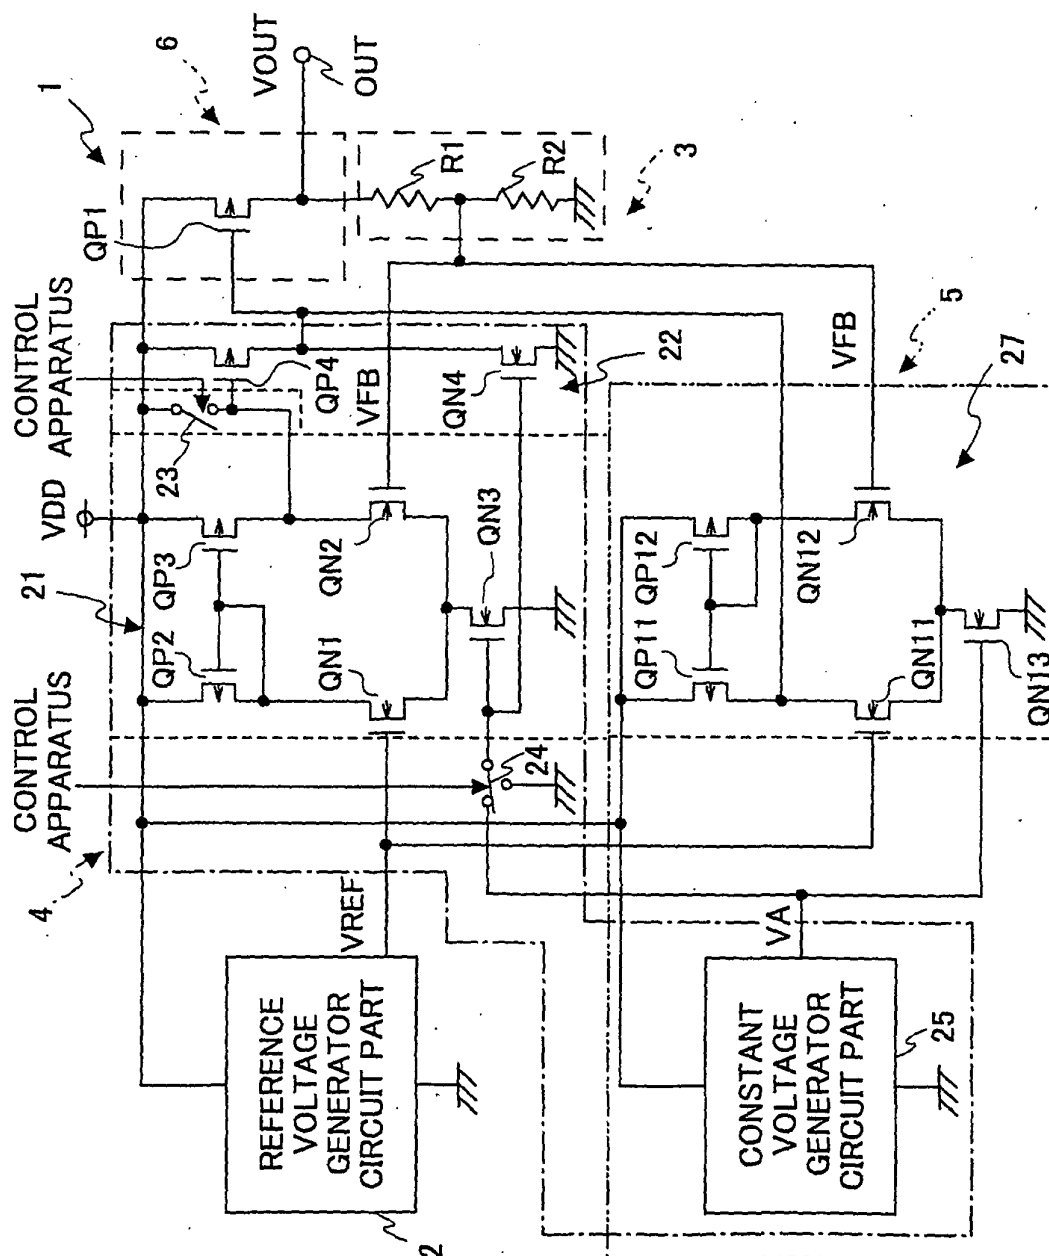 1
6
VOUT
OUT
QP1
R1
R2
3
CONTROL
APPARATUS
23
QP4
VFB
QN4
22
VFB
5
27
VDD
21
QP2
QP3
QN1
QN2
QN3
QP11
QP12
QN11
QN12
QN13
CONTROL
APPARATUS
24
4
VREF
VA
REFERENCE
VOLTAGE
GENERATOR
CIRCUIT PART
2
CONSTANT
VOLTAGE
GENERATOR
CIRCUIT PART
25